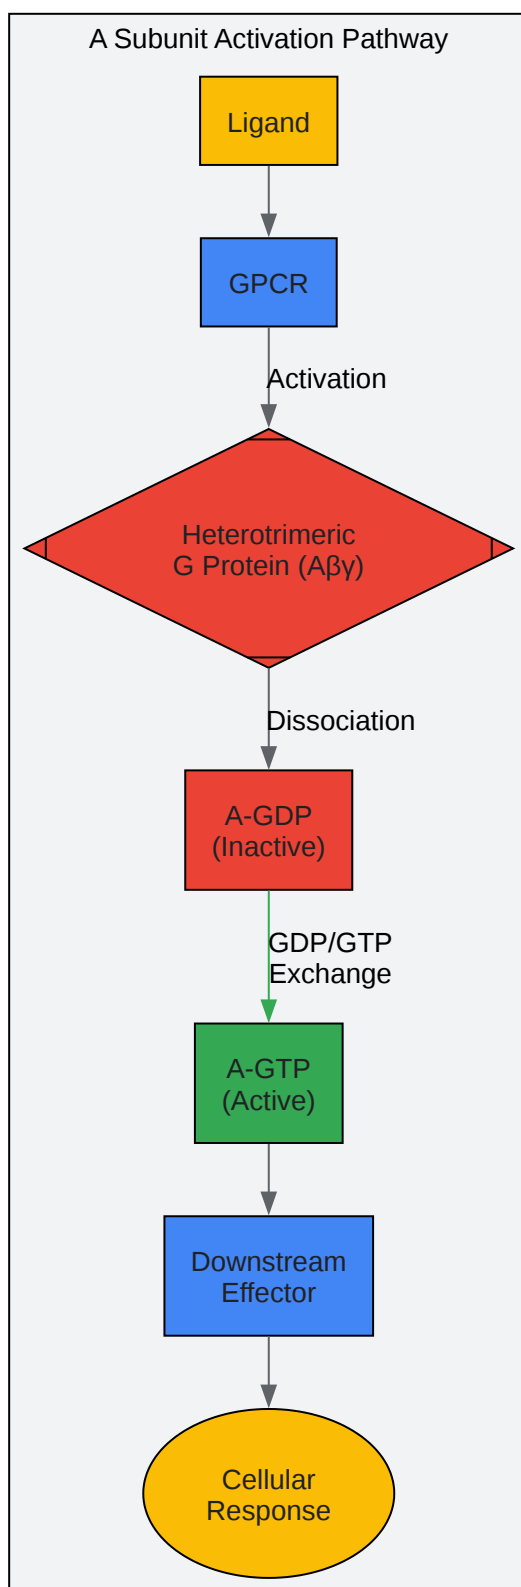 A Subunit Activation Pathway
Ligand
GPCR
Activation
Heterotrimeric
G Protein (Aβγ)
Dissociation
A-GDP
(Inactive)
GDP/GTP
Exchange
A-GTP
(Active)
Downstream
Effector
Cellular
Response